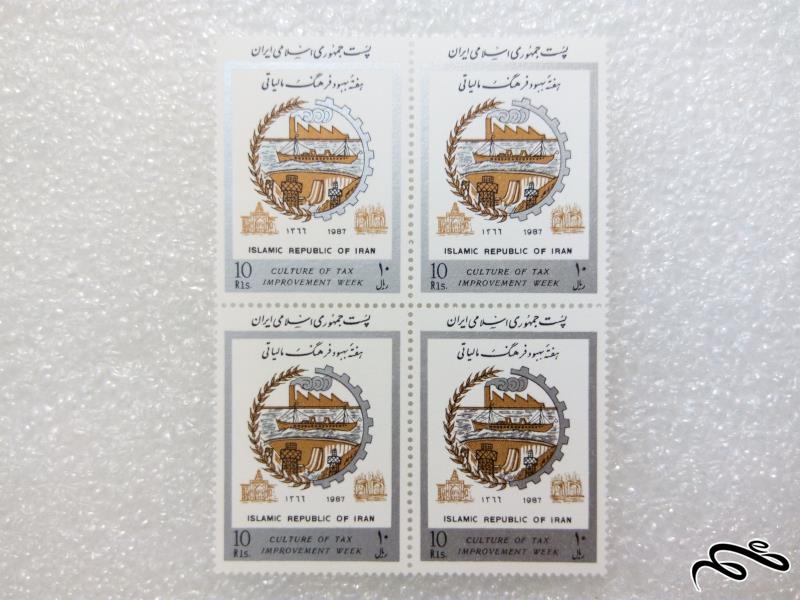 پست جمهوری اسلامی ایران
هفته بهبود فرهنگ مالیاتی
۱۳۶۶ 1987
ISLAMIC REPUBLIC OF IRAN
10 Rls. CULTURE OF TAX IMPROVEMENT WEEK ۱۰ ریال
پست جمهوری اسلامی ایران
هفته بهبود فرهنگ مالیاتی
۱۳۶۶ 1987
ISLAMIC REPUBLIC OF IRAN
10 Rls. CULTURE OF TAX IMPROVEMENT WEEK ۱۰ ریال
پست جمهوری اسلامی ایران
هفته بهبود فرهنگ مالیاتی
۱۳۶۶ 1987
ISLAMIC REPUBLIC OF IRAN
10 Rls. CULTURE OF TAX IMPROVEMENT WEEK ۱۰ ریال
پست جمهوری اسلامی ایران
هفته بهبود فرهنگ مالیاتی
۱۳۶۶ 1987
ISLAMIC REPUBLIC OF IRAN
10 Rls. CULTURE OF TAX IMPROVEMENT WEEK ۱۰ ریال